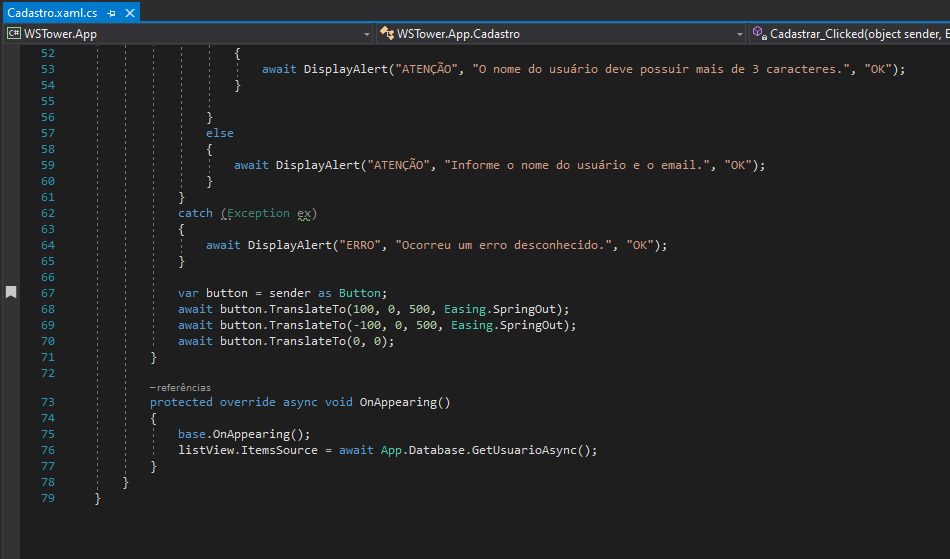 Cadastro.xaml.cs
C# WSTower.App
WSTower.App.Cadastro
Cadastrar_Clicked(object sender, E
52 {
53 await DisplayAlert("ATENÇÃO", "O nome do usuário deve possuir mais de 3 caracteres.", "OK");
54 }
55
56 }
57 else
58 {
59 await DisplayAlert("ATENÇÃO", "Informe o nome do usuário e o email.", "OK");
60 }
61 }
62 catch (Exception ex)
63 {
64 await DisplayAlert("ERRO", "Ocorreu um erro desconhecido.", "OK");
65 }
66
67 var button = sender as Button;
68 await button.TranslateTo(100, 0, 500, Easing.SpringOut);
69 await button.TranslateTo(-100, 0, 500, Easing.SpringOut);
70 await button.TranslateTo(0, 0);
71 }
72
–referências
73 protected override async void OnAppearing()
74 {
75 base.OnAppearing();
76 listView.ItemsSource = await App.Database.GetUsuarioAsync();
77 }
78 }
79 }